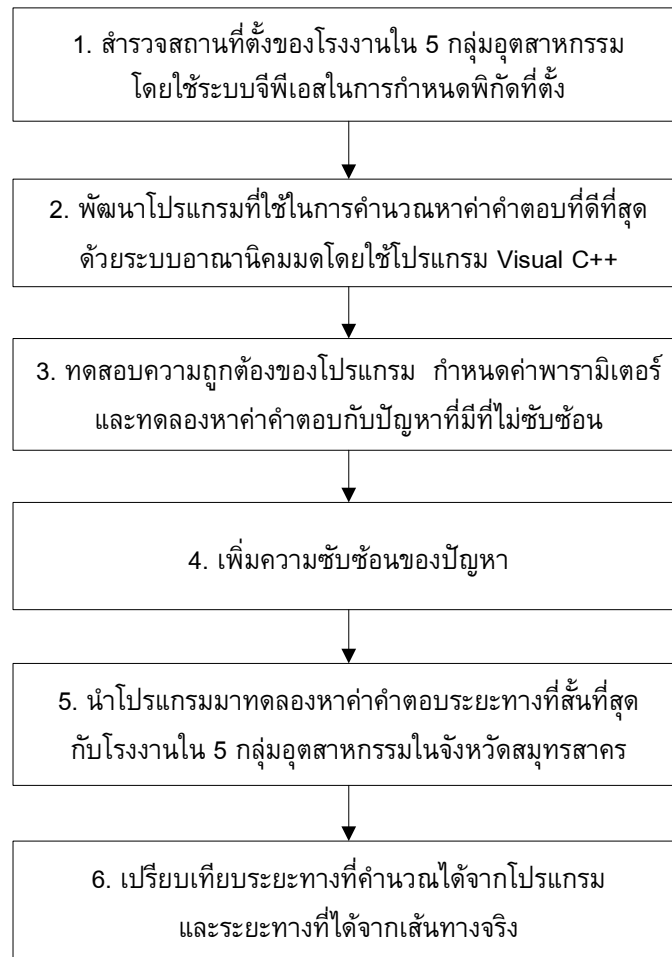 1. สำรวจสถานที่ตั้งของโรงงานใน 5 กลุ่มอุตสาหกรรม
โดยใช้ระบบจีพีเอสในการกำหนดพิกัดที่ตั้ง
2. พัฒนาโปรแกรมที่ใช้ในการคำนวณหาค่าคำตอบที่ดีที่สุด
ด้วยระบบอาณานิคมมดโดยใช้โปรแกรม Visual C++
3. ทดสอบความถูกต้องของโปรแกรม กำหนดค่าพารามิเตอร์
และทดลองหาค่าคำตอบกับปัญหาที่มีที่ไม่ซับซ้อน
4. เพิ่มความซับซ้อนของปัญหา
5. นำโปรแกรมมาทดลองหาค่าคำตอบระยะทางที่สั้นที่สุด
กับโรงงานใน 5 กลุ่มอุตสาหกรรมในจังหวัดสมุทรสาคร
6. เปรียบเทียบระยะทางที่คำนวณได้จากโปรแกรม
และระยะทางที่ได้จากเส้นทางจริง